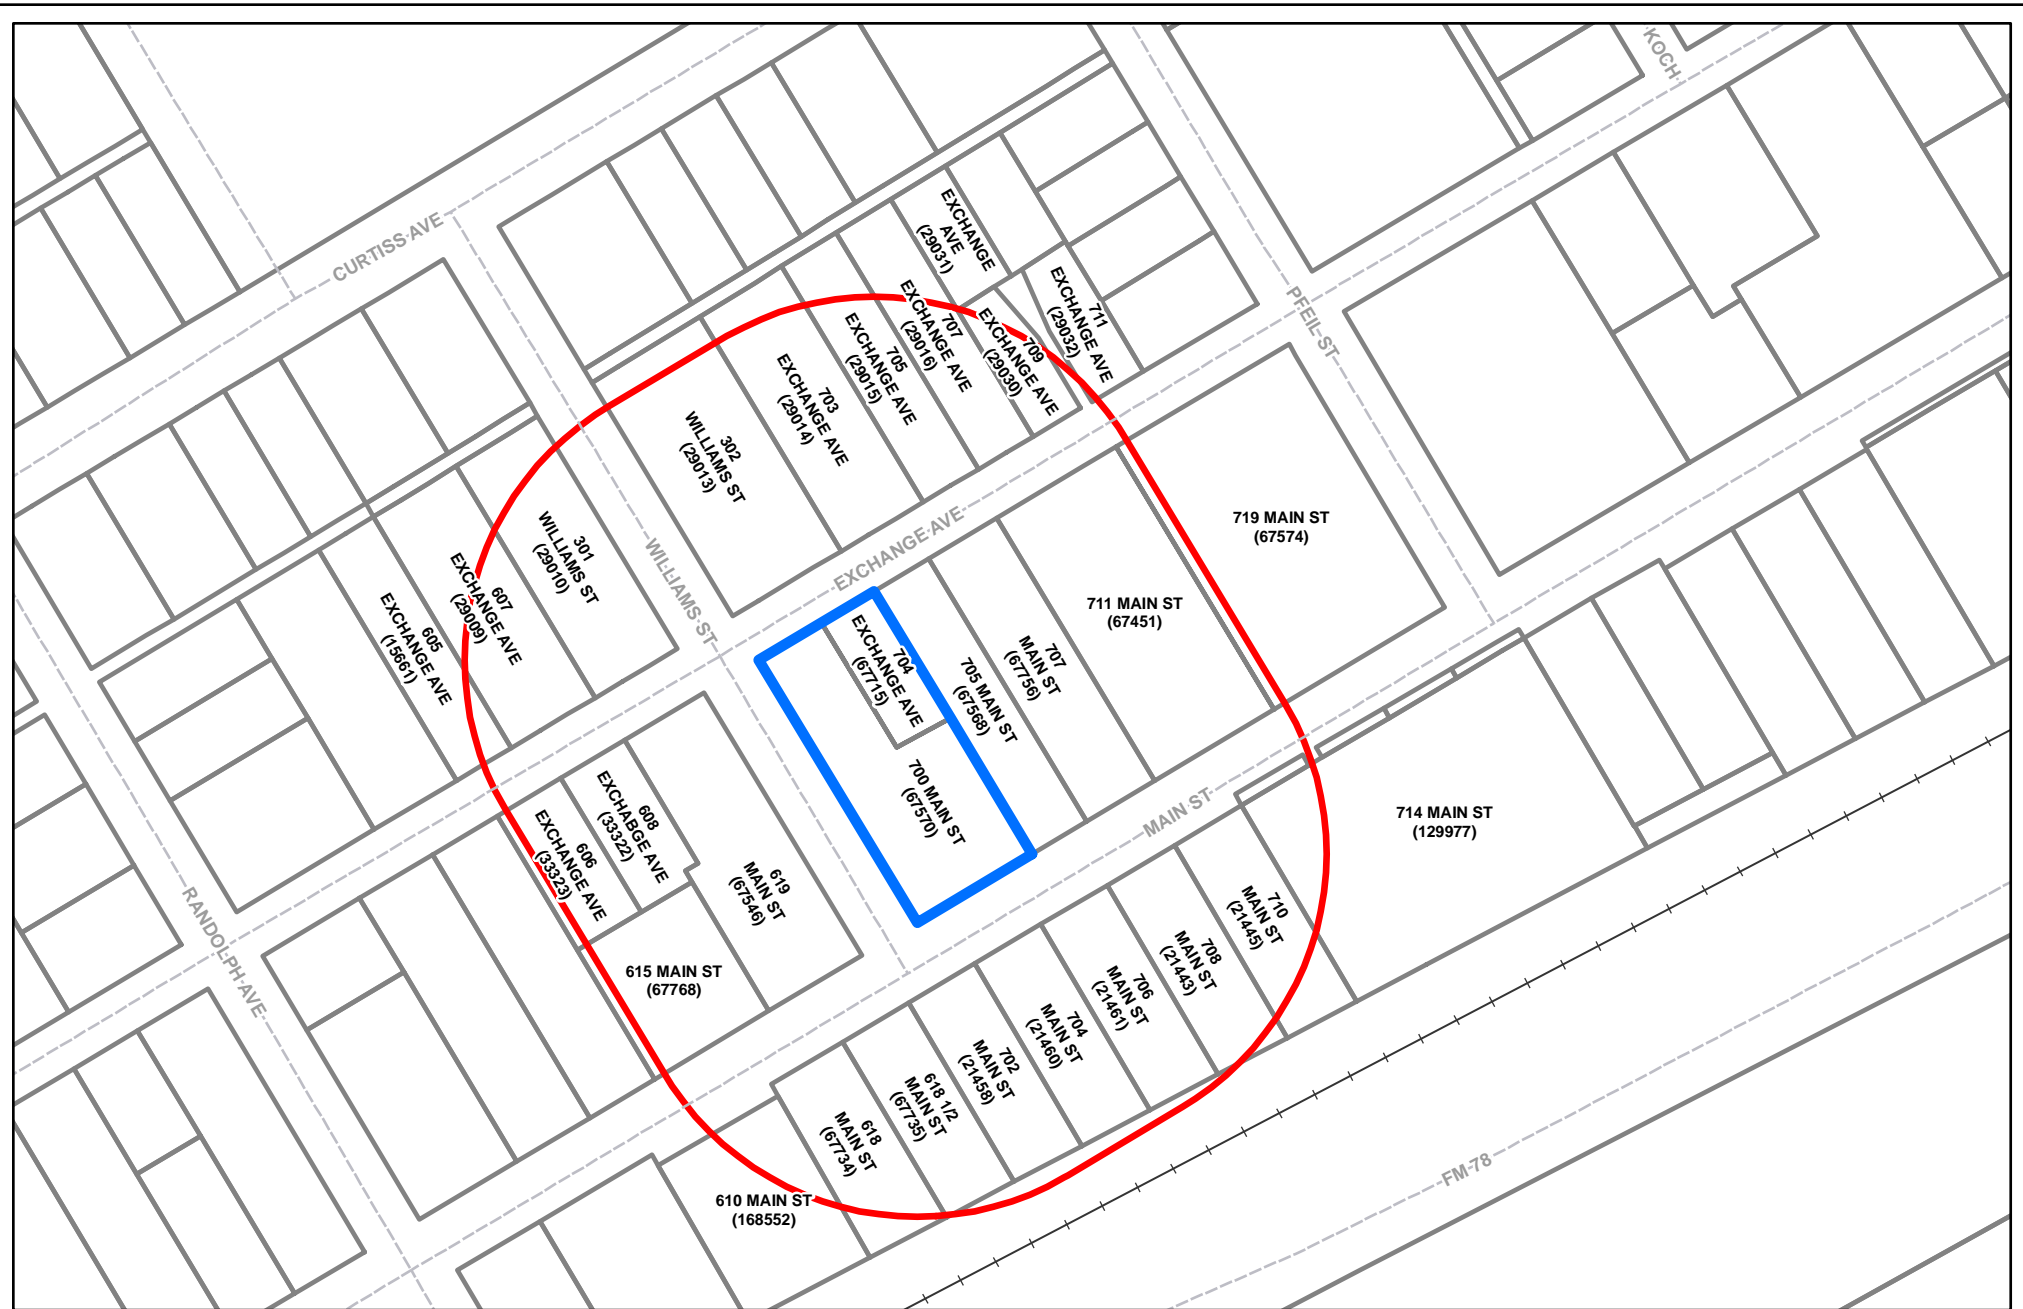 KOCH
CURTISS AVE
EXCHANGE
AVE
(29031)
711
EXCHANGE AVE
(29032)
PFEIL ST
707
EXCHANGE AVE
(29016)
709
EXCHANGE AVE
(29030)
705
EXCHANGE AVE
(29015)
703
EXCHANGE AVE
(29014)
302
WILLIAMS ST
(29013)
301
WILLIAMS ST
(29010)
607
EXCHANGE AVE
(29009)
605
EXCHANGE AVE
(15661)
WILLIAMS ST
EXCHANGE AVE
719 MAIN ST
(67574)
711 MAIN ST
(67451)
707
MAIN ST
(67756)
705 MAIN ST
(67568)
704
EXCHANGE AVE
(67715)
700 MAIN ST
(67570)
MAIN ST
714 MAIN ST
(129977)
608
EXCHABGE AVE
(33322)
606
EXCHANGE AVE
(33323)
619
MAIN ST
(67546)
615 MAIN ST
(67768)
RANDOLPH AVE
710
MAIN ST
(21445)
708
MAIN ST
(21443)
706
MAIN ST
(21461)
704
MAIN ST
(21460)
702
MAIN ST
(21458)
618 1/2
MAIN ST
(67735)
618
MAIN ST
(67734)
610 MAIN ST
(168552)
FM-78